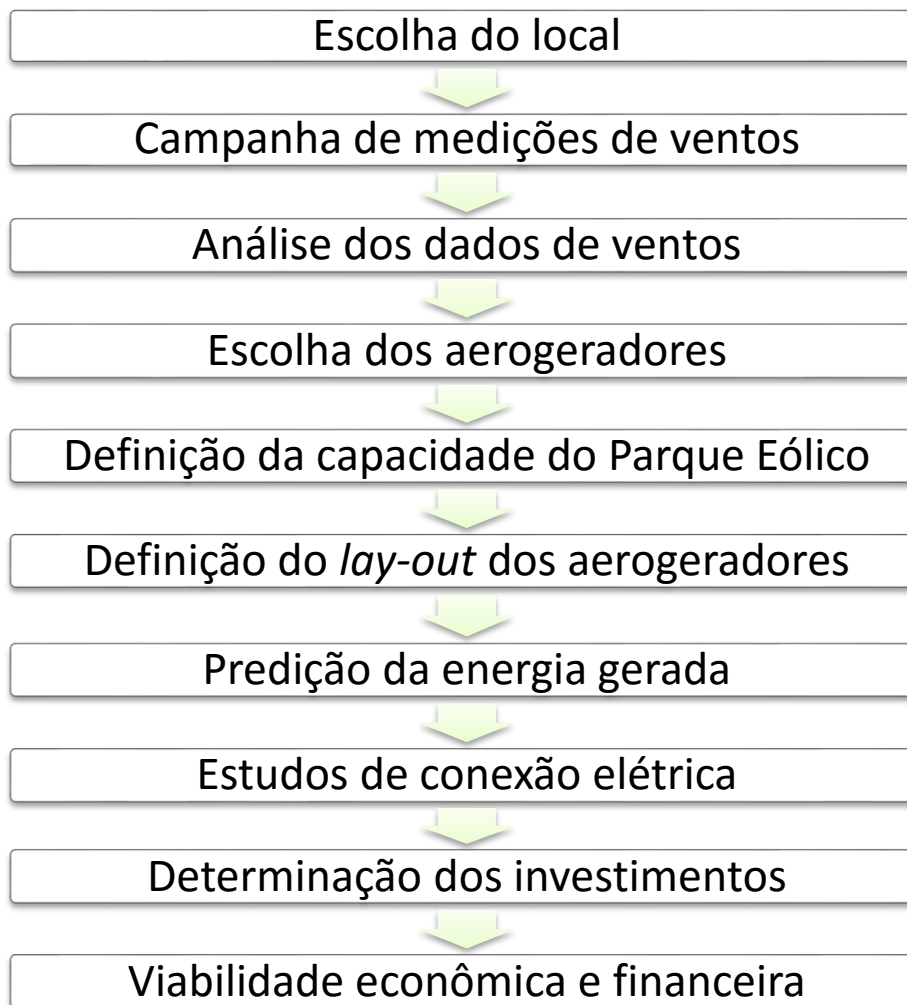 Escolha do local
Campanha de medições de ventos
Análise dos dados de ventos
Escolha dos aerogeradores
Definição da capacidade do Parque Eólico
Definição do lay-out dos aerogeradores
Predição da energia gerada
Estudos de conexão elétrica
Determinação dos investimentos
Viabilidade econômica e financeira